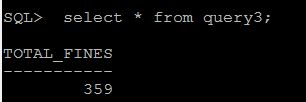 SQL> select * from query3;
TOTAL_FINES
-----------
359